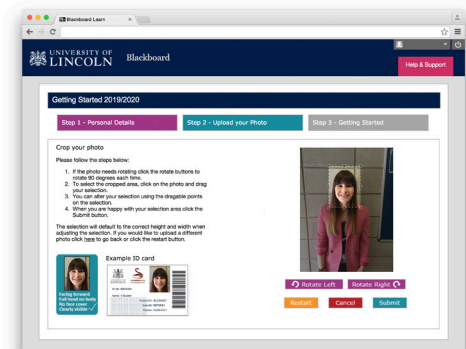 Blackboard Learn
UNIVERSITY OF
LINCOLN
Blackboard
Help & Support
Getting Started 2019/2020
Step 1 - Personal Details
Step 2 - Upload your Photo
Step 3 - Getting Started
Crop your photo
Please follow the steps below:
1. If the photo needs rotating click the rotate buttons to
rotate 90 degrees each time.
2. To select the cropped area, click on the photo and drag
your selection.
3. You can alter your selection using the dragable points
on the selection.
4. When you are happy with your selection area click the
Submit button.
The selection will default to the correct height and width when
adjusting the selection. If you would like to upload a different
photo click here to go back or click the restart button.
Example ID card
Facing forward
Full head no body
No face cover
Clearly visible
LINCOLN
Rotate Left
Rotate Right
Restart
Cancel
Submit